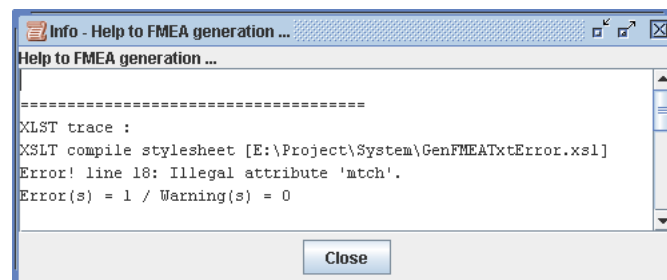 Info - Help to FMEA generation ...
Help to FMEA generation ...
=====================================
XLST trace :
XSLT compile stylesheet [E:\Project\System\GenFMEATxtError.xsl]
Error! line 18: Illegal attribute 'mtch'.
Error(s) = 1 / Warning(s) = 0
Close